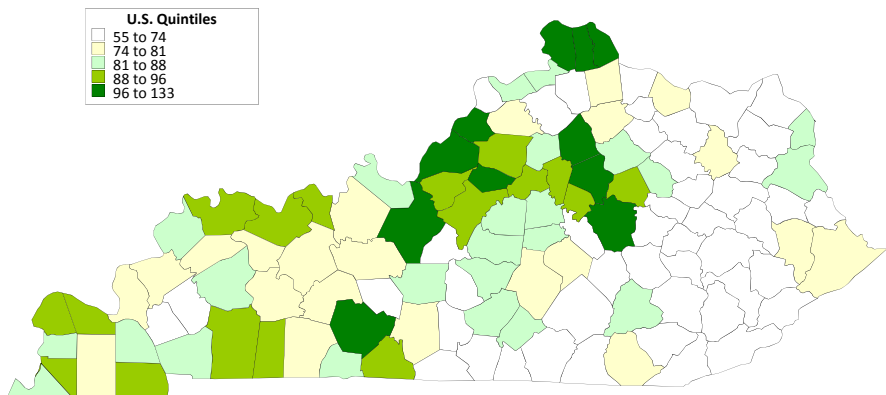 U.S. Quintiles
55 to 74
74 to 81
81 to 88
88 to 96
96 to 133